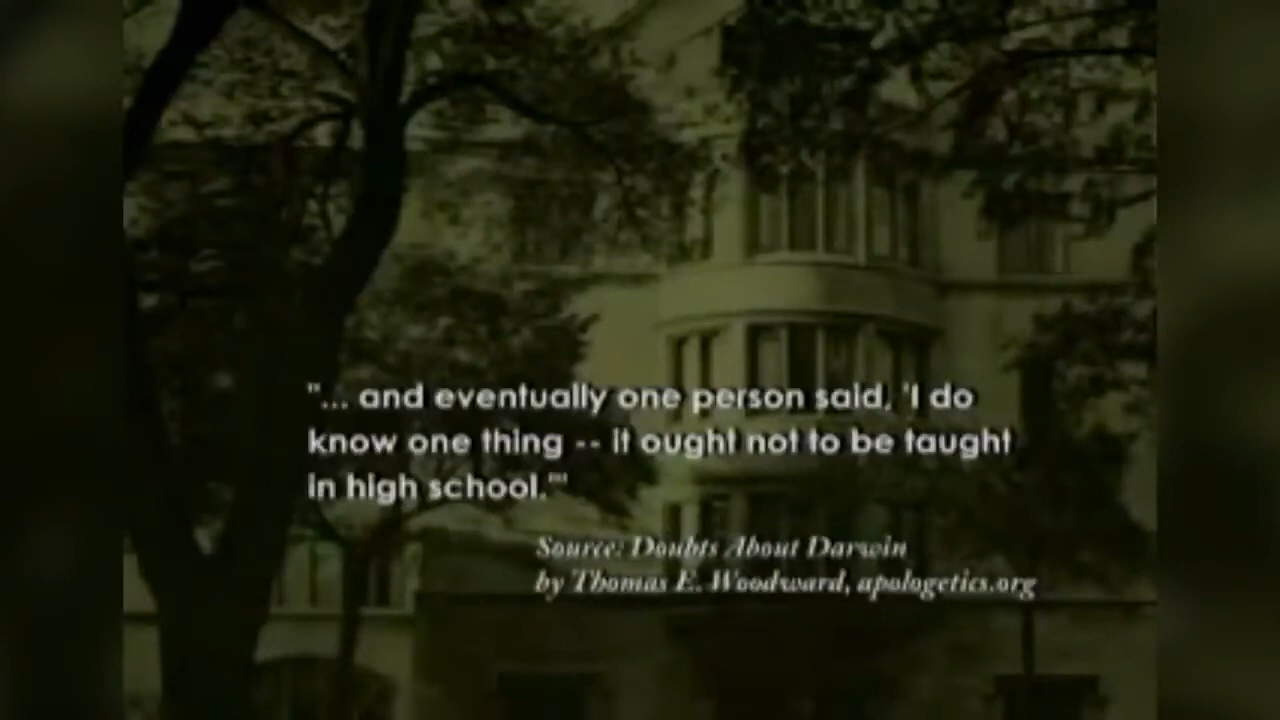 "... and eventually one person said, 'I do
know one thing -- it ought not to be taught
in high school.'"
Source: Doubts About Darwin
by Thomas E. Woodward, apologetics.org